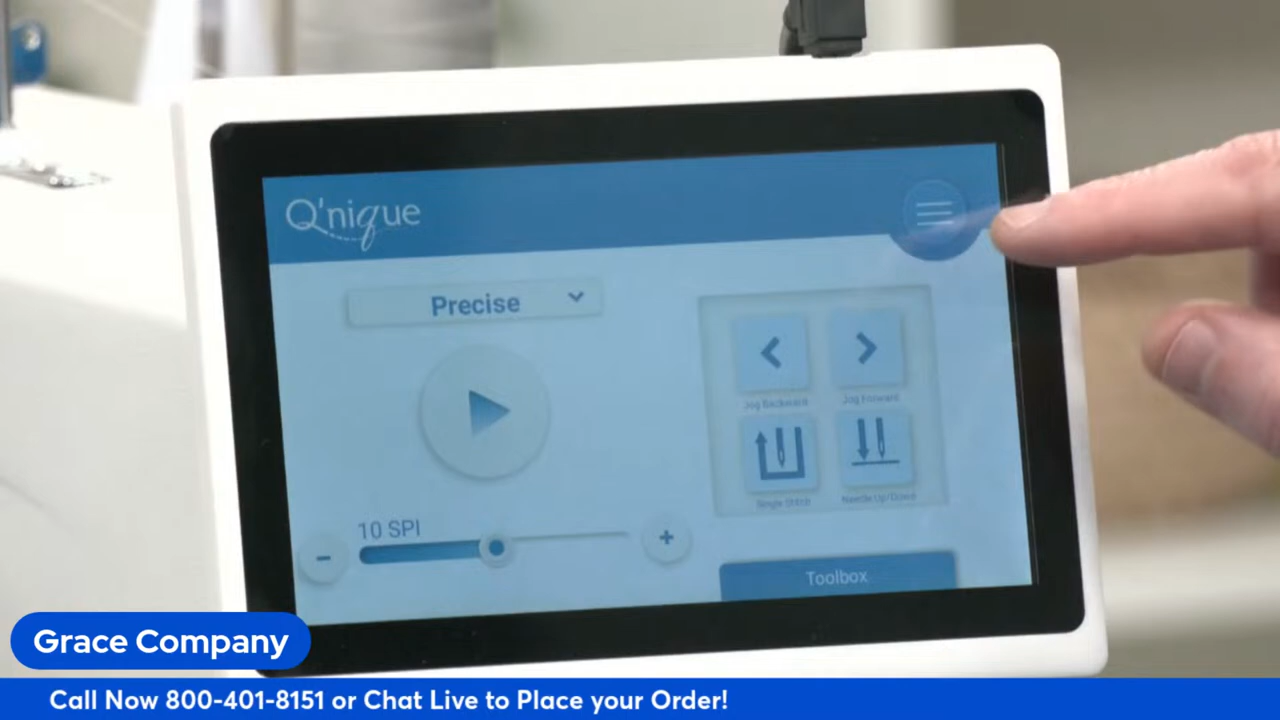 Q'nique
Precise
Jog Backward
Jog Forward
Single Stitch
Needle Up/Down
10 SPI
Toolbox
Grace Company
Call Now 800-401-8151 or Chat Live to Place your Order!